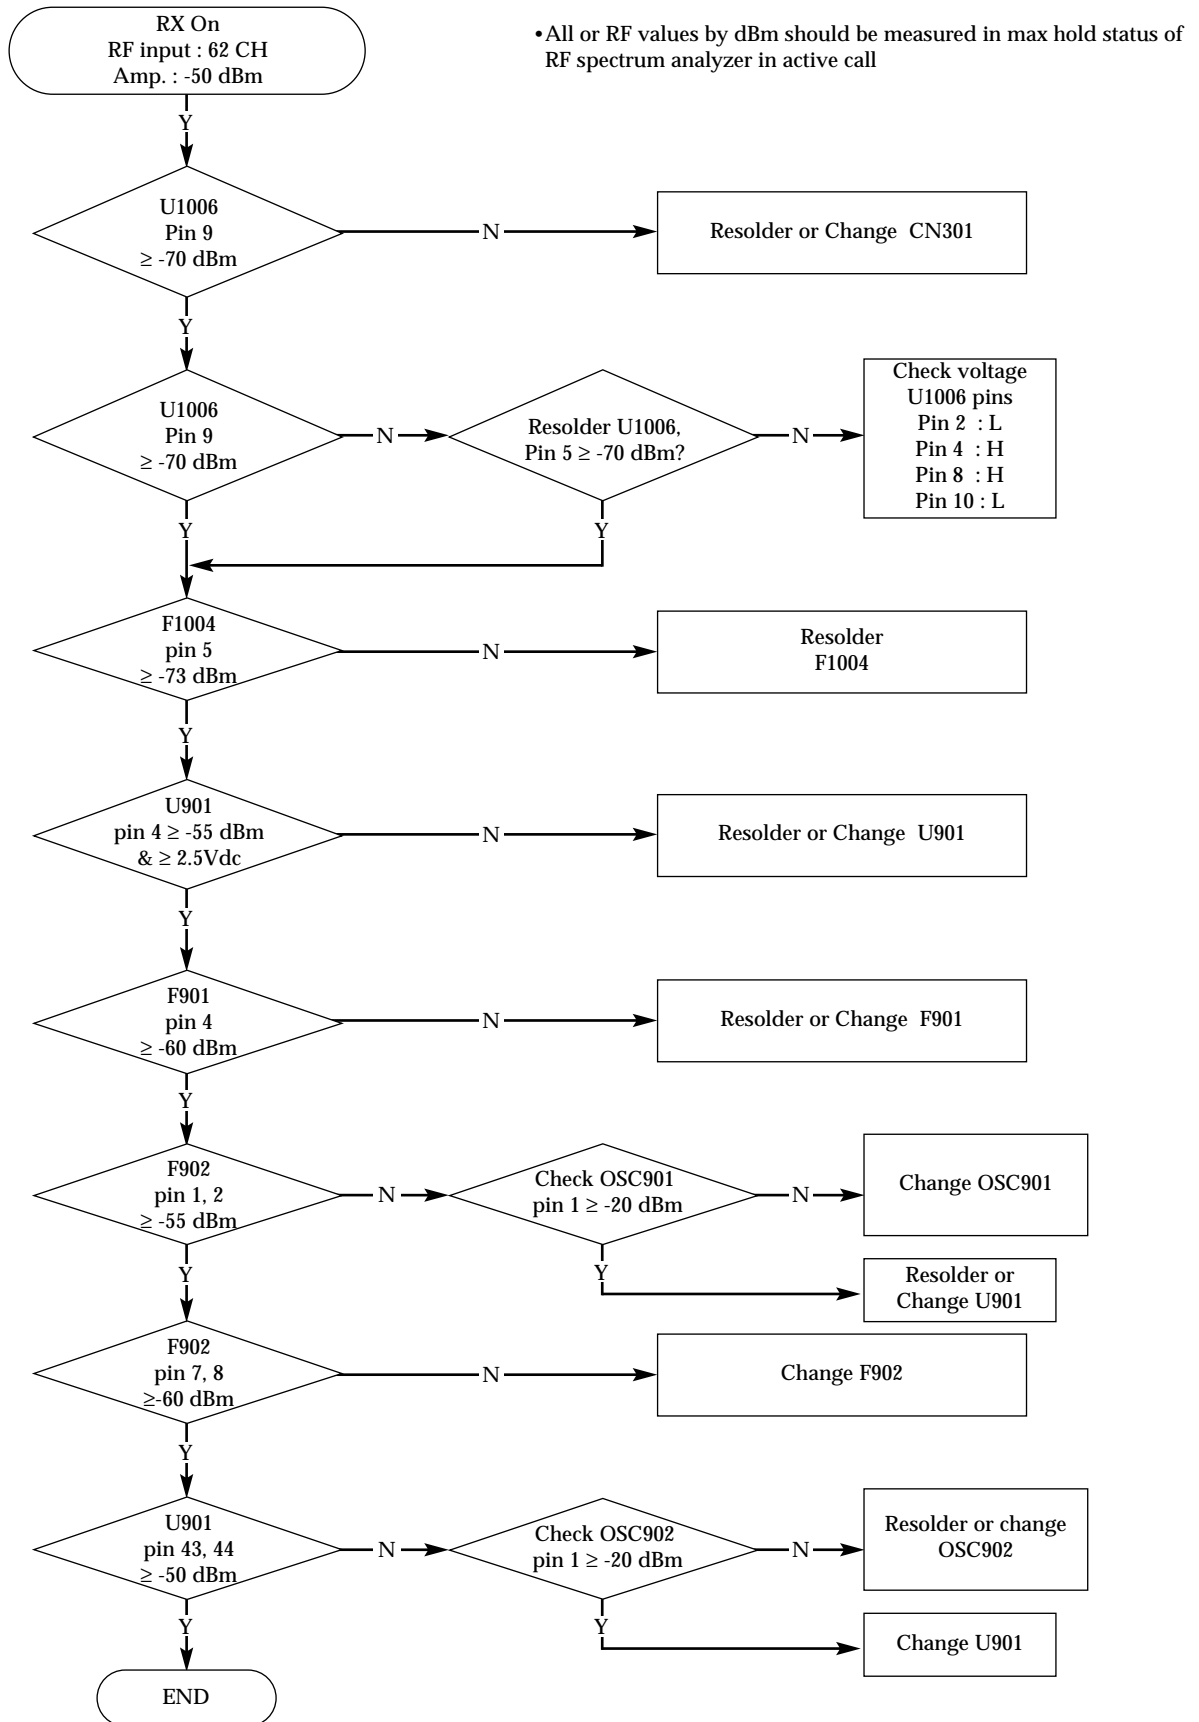 RX On
RF input : 62 CH
Amp. : -50 dBm
•All or RF values by dBm should be measured in max hold status of
RF spectrum analyzer in active call
Y
U1006
Pin 9
≥ -70 dBm
N
Resolder or Change CN301
Y
U1006
Pin 9
≥ -70 dBm
N
Resolder U1006,
Pin 5 ≥ -70 dBm?
N
Check voltage
U1006 pins
Pin 2 : L
Pin 4 : H
Pin 8 : H
Pin 10 : L
Y
Y
F1004
pin 5
≥ -73 dBm
N
Resolder
F1004
Y
U901
pin 4 ≥ -55 dBm
& ≥ 2.5Vdc
N
Resolder or Change U901
Y
F901
pin 4
≥ -60 dBm
N
Resolder or Change F901
Y
F902
pin 1, 2
≥ -55 dBm
N
Check OSC901
pin 1 ≥ -20 dBm
N
Change OSC901
Y
Y
Resolder or
Change U901
F902
pin 7, 8
≥-60 dBm
N
Change F902
Y
U901
pin 43, 44
≥ -50 dBm
N
Check OSC902
pin 1 ≥ -20 dBm
N
Resolder or change
OSC902
Y
Y
Change U901
END